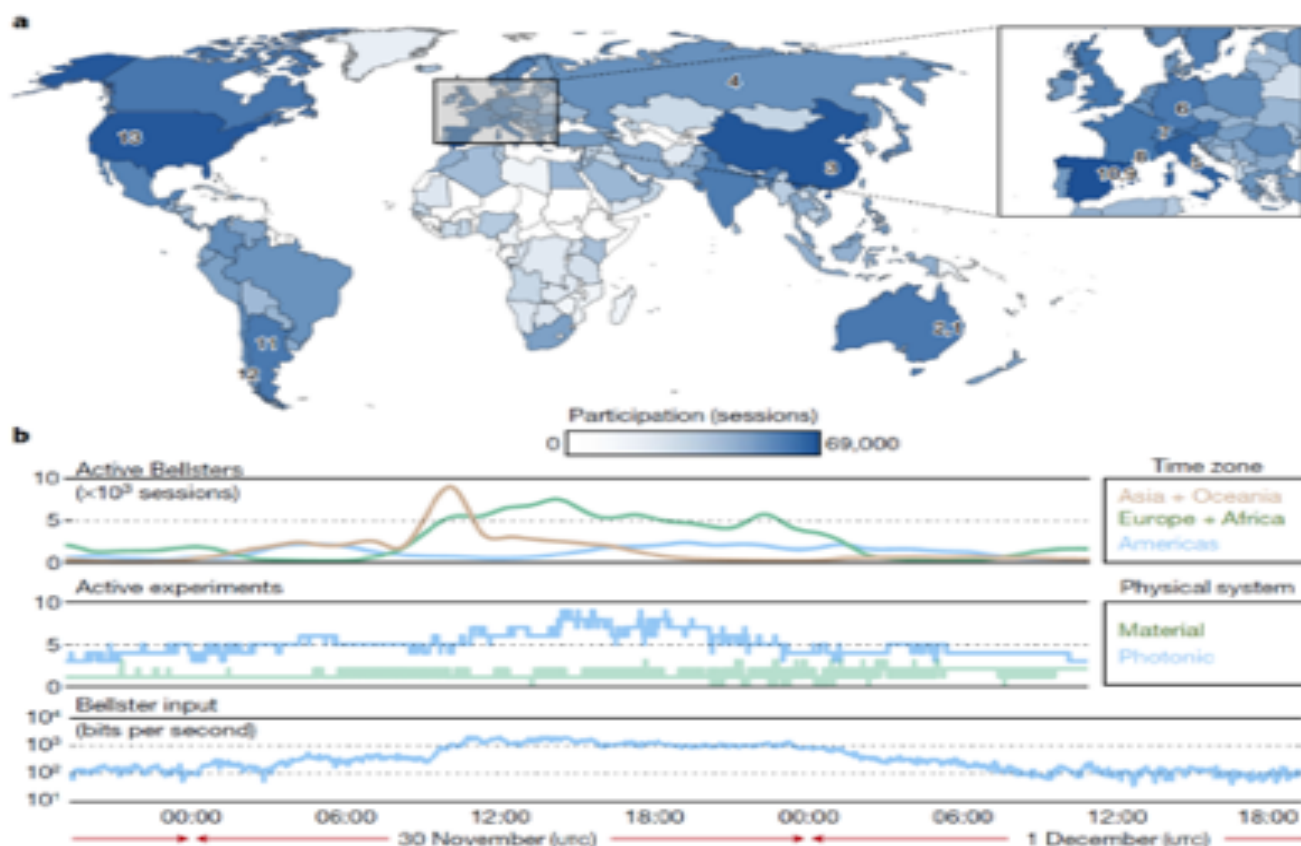 a
13
4
3
11
12
2,1
6
7
8
b
Participation (sessions)
0
69,000
Active Bellsters
(×10³ sessions)
10
5
0
Time zone
Asia + Oceania
Europe + Africa
Americas
Active experiments
10
5
0
Physical system
Material
Photonic
Bellster input
(bits per second)
10⁴
10³
10²
10¹
00:00 06:00 12:00 18:00 00:00 06:00 12:00 18:00
30 November (UTC) 1 December (UTC)